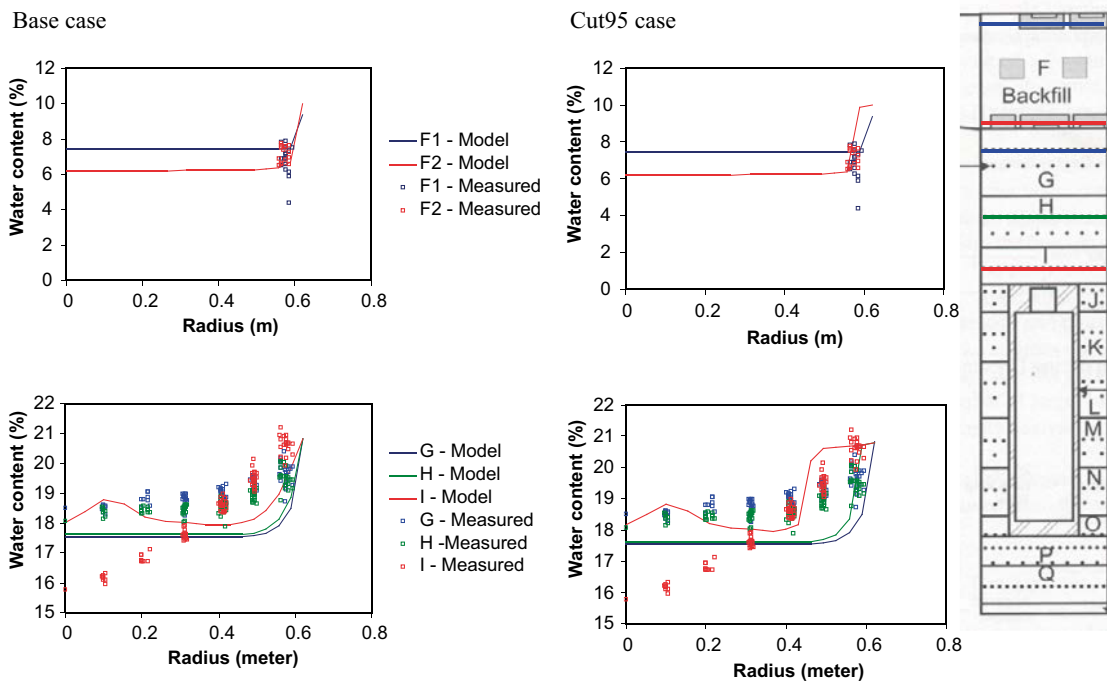 Base case
Cut95 case
12
10
8
6
4
2
0
0 0.2 0.4 0.6 0.8
Water content (%)
Radius (m)
F1 - Model
F2 - Model
F1 - Measured
F2 - Measured
12
10
8
6
4
2
0
0 0.2 0.4 0.6 0.8
Water content (%)
Radius (m)
22
21
20
19
18
17
16
15
0 0.2 0.4 0.6 0.8
Water content (%)
Radius (meter)
G - Model
H - Model
I - Model
G - Measured
H -Measured
I - Measured
22
21
20
19
18
17
16
15
0 0.2 0.4 0.6 0.8
Water content (%)
Radius (meter)
F
Backfill
G
H
I
J
K
L
M
N
O
P
Q